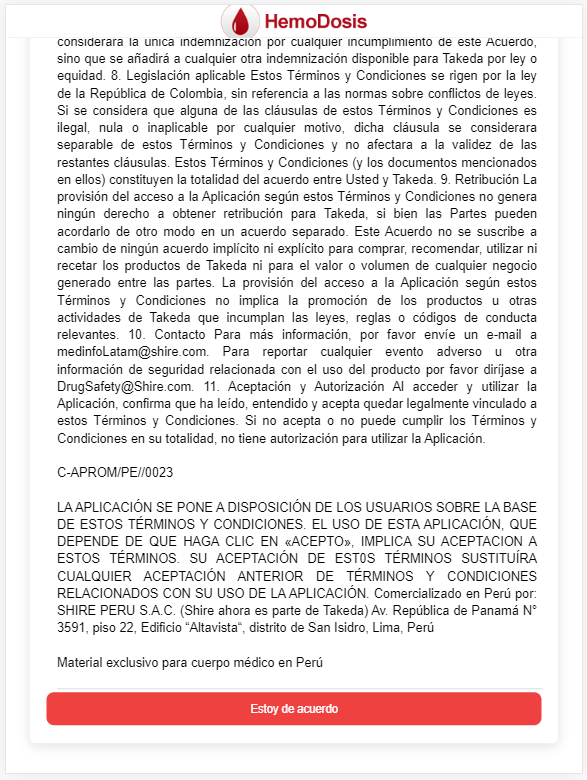 HemoDosis
considerará la única indemnización por cualquier incumplimiento de este Acuerdo,
sino que se añadirá a cualquier otra indemnización disponible para Takeda por ley o
equidad. 8. Legislación aplicable Estos Términos y Condiciones se rigen por la ley
de la República de Colombia, sin referencia a las normas sobre conflictos de leyes.
Si se considera que alguna de las cláusulas de estos Términos y Condiciones es
ilegal, nula o inaplicable por cualquier motivo, dicha cláusula se considerara
separable de estos Términos y Condiciones y no afectara a la validez de las
restantes cláusulas. Estos Términos y Condiciones (y los documentos mencionados
en ellos) constituyen la totalidad del acuerdo entre Usted y Takeda. 9. Retribución La
provisión del acceso a la Aplicación según estos Términos y Condiciones no genera
ningún derecho a obtener retribución para Takeda, si bien las Partes pueden
acordarlo de otro modo en un acuerdo separado. Este Acuerdo no se suscribe a
cambio de ningún acuerdo implícito ni explícito para comprar, recomendar, utilizar ni
recetar los productos de Takeda ni para el valor o volumen de cualquier negocio
generado entre las partes. La provisión del acceso a la Aplicación según estos
Términos y Condiciones no implica la promoción de los productos u otras
actividades de Takeda que incumplan las leyes, reglas o códigos de conducta
relevantes. 10. Contacto Para más información, por favor envíe un e-mail a
medinfoLatam@shire.com. Para reportar cualquier evento adverso u otra
información de seguridad relacionada con el uso del producto por favor diríjase a
DrugSafety@Shire.com. 11. Aceptación y Autorización Al acceder y utilizar la
Aplicación, confirma que ha leído, entendido y acepta quedar legalmente vinculado a
estos Términos y Condiciones. Si no acepta o no puede cumplir los Términos y
Condiciones en su totalidad, no tiene autorización para utilizar la Aplicación.
C-APROM/PE//0023
LA APLICACIÓN SE PONE A DISPOSICIÓN DE LOS USUARIOS SOBRE LA BASE
DE ESTOS TÉRMINOS Y CONDICIONES. EL USO DE ESTA APLICACIÓN, QUE
DEPENDE DE QUE HAGA CLIC EN «ACEPTO», IMPLICA SU ACEPTACION A
ESTOS TÉRMINOS. SU ACEPTACIÓN DE EST0S TÉRMINOS SUSTITUÍRA
CUALQUIER ACEPTACIÓN ANTERIOR DE TÉRMINOS Y CONDICIONES
RELACIONADOS CON SU USO DE LA APLICACIÓN. Comercializado en Perú por:
SHIRE PERU S.A.C. (Shire ahora es parte de Takeda) Av. República de Panamá N°
3591, piso 22, Edificio “Altavista“, distrito de San Isidro, Lima, Perú
Material exclusivo para cuerpo médico en Perú
Estoy de acuerdo